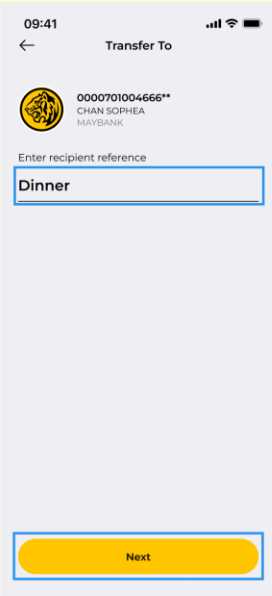 09:41
Transfer To
0000701004666**
CHAN SOPHEA
MAYBANK
Enter recipient reference
Dinner
Next